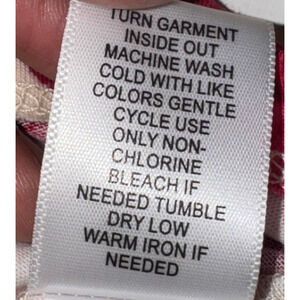 TURN GARMENT
INSIDE OUT
MACHINE WASH
COLD WITH LIKE
COLORS GENTLE
CYCLE USE
ONLY NON-
CHLORINE
BLEACH IF
NEEDED TUMBLE
DRY LOW
WARM IRON IF
NEEDED